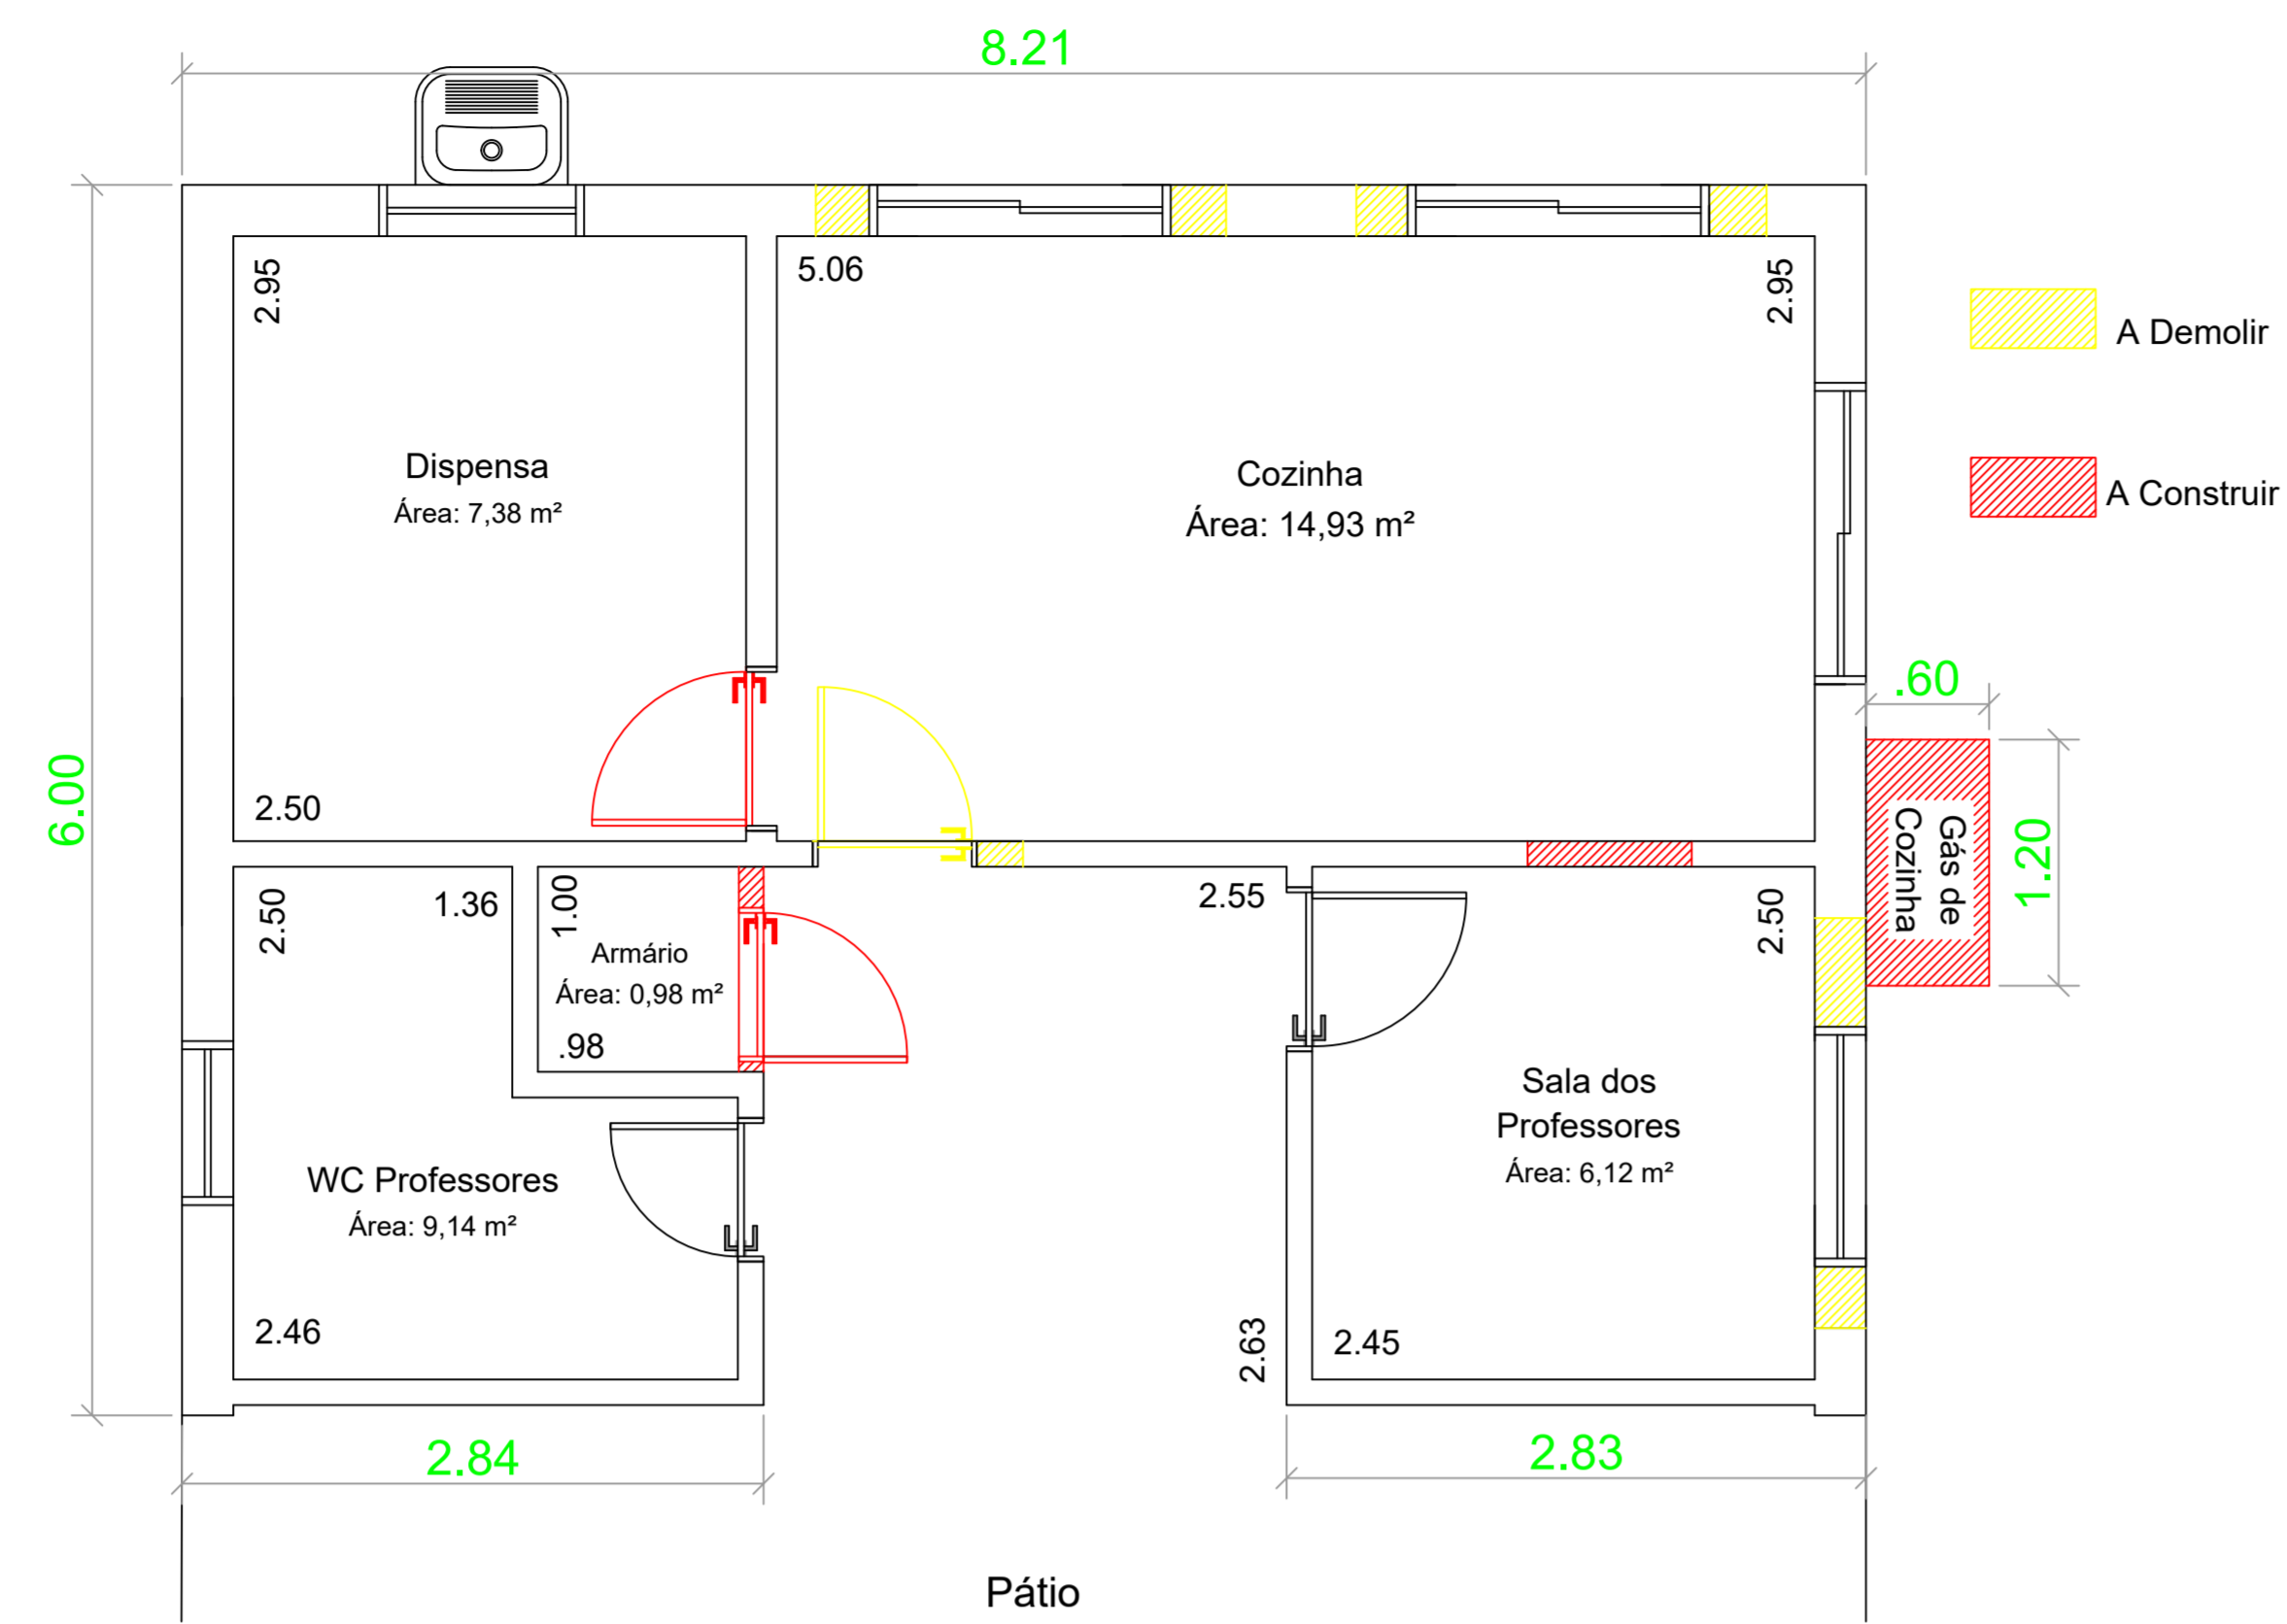 8.21
5.06
2.95
2.95
A Demolir
Dispensa
Área: 7,38 m²
Cozinha
Área: 14,93 m²
A Construir
.60
6.00
2.50
Gás de
Cozinha
1.20
2.50
1.36
1.00
2.55
2.50
Armário
Área: 0,98 m²
.98
Sala dos
Professores
Área: 6,12 m²
WC Professores
Área: 9,14 m²
2.46
2.63
2.45
2.84
2.83
Pátio